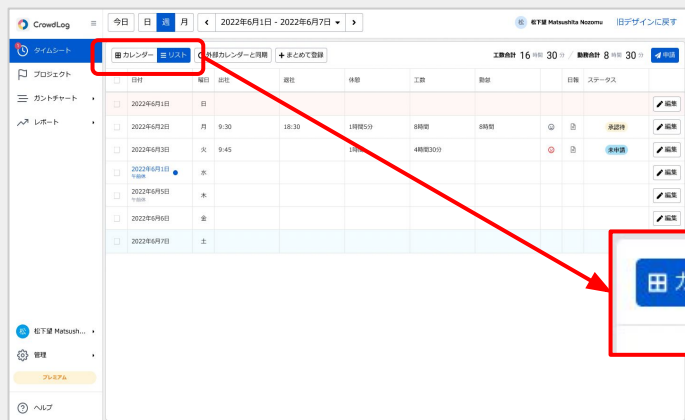 CrowdLog
今日 日 週 月 2022年6月1日 - 2022年6月7日
松 松下望 Matsushita Nozomu 旧デザインに戻す
タイムシート
カレンダー リスト 外部カレンダーと同期 + まとめて登録
工数合計 16 時間 30 分 / 勤務合計 8 時間 30 分 申請
プロジェクト
ガントチャート
レポート
日付 曜日 出社 退社 休憩 工数 勤怠 日報 ステータス
2022年6月1日 日 編集
2022年6月2日 月 9:30 18:30 1時間5分 8時間 8時間 承認待 編集
2022年6月3日 火 9:45 4時間30分 未申請 編集
2022年6月1日 水 編集
午前休
2022年6月5日 木 編集
午前休
2022年6月6日 金 編集
2022年6月7日 土
松 松下望 Matsush...
管理
プレミアム
ヘルプ